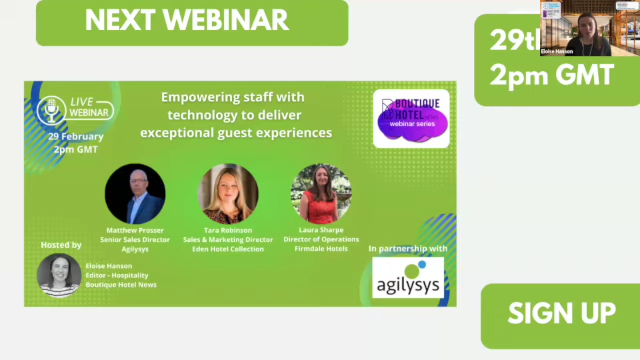 NEXT WEBINAR
29th
2pm GMT
Eloise Hanson
LIVE
WEBINAR
29 February
2pm GMT
Empowering staff with
technology to deliver
exceptional guest experiences
BOUTIQUE
HOTEL
webinar series
Matthew Prosser
Senior Sales Director
Agilysys
Tara Robinson
Sales & Marketing Director
Eden Hotel Collection
Laura Sharpe
Director of Operations
Firmdale Hotels
Hosted by
Eloise Hanson
Editor - Hospitality
Boutique Hotel News
In partnership with
agilysys
SIGN UP